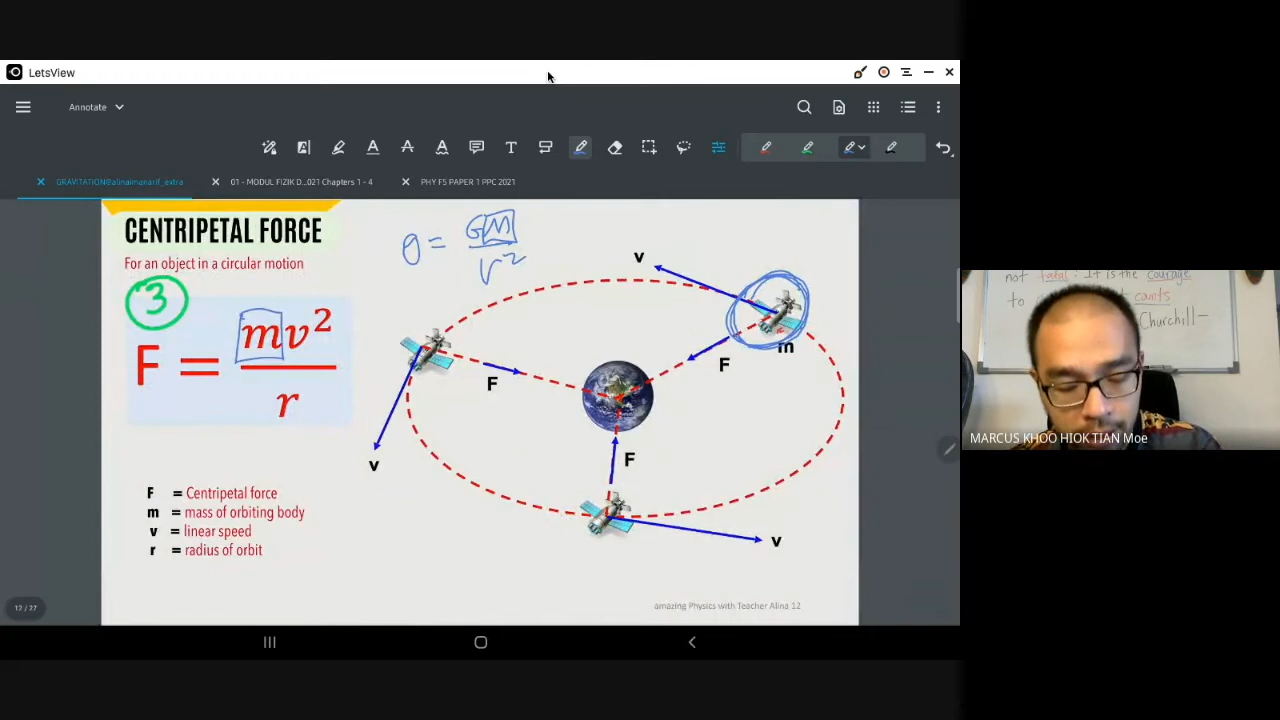 LetsView
Annotate
GRAVITATION@alinaimanarif_extra
01 - MODUL FIZIK D...021 Chapters 1 - 4
PHY F5 PAPER 1 PPC 2021
CENTRIPETAL FORCE
For an object in a circular motion
3
F = mv²
r
g = GM
r²
v
F
m
F
v
F
v
F = Centripetal force
m = mass of orbiting body
v = linear speed
r = radius of orbit
amazing Physics with Teacher Alina 12
12 / 27
not fatal: It is the courage
to
counts
Churchill-
MARCUS KHOO HIOK TIAN Moe